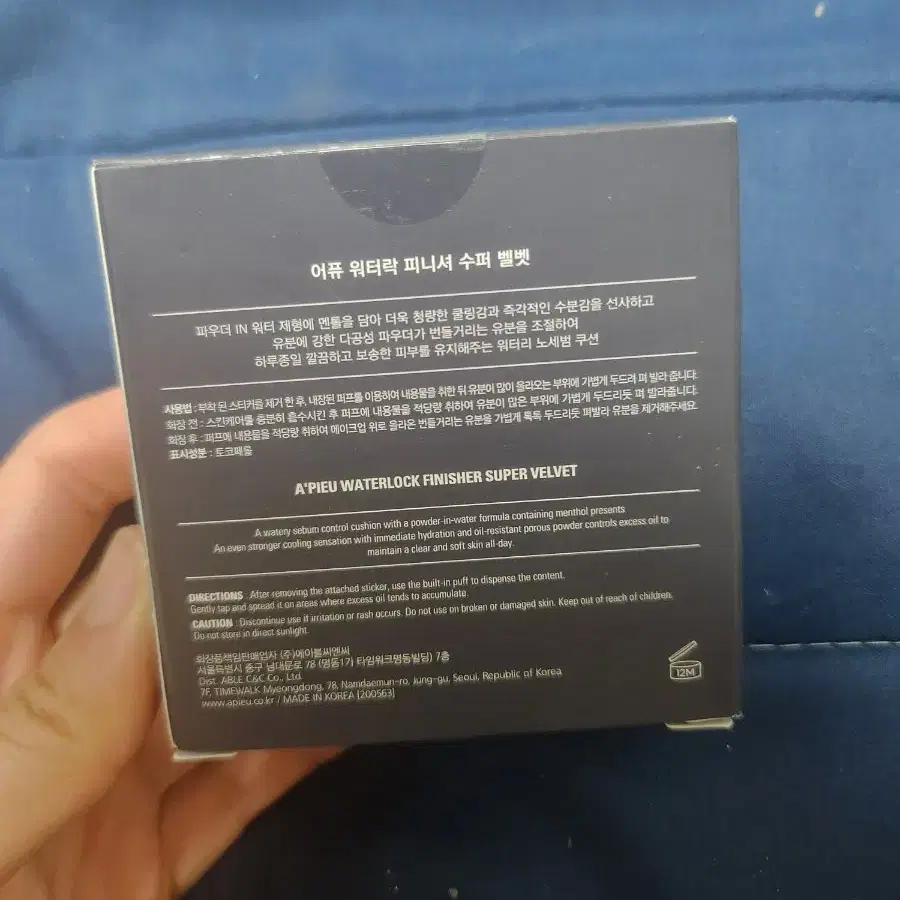 어퓨 워터락 피니셔 수퍼 벨벳
파우더 IN 워터 제형에 멘톨을 담아 더욱 청량한 쿨링감과 즉각적인 수분감을 선사하고
유분에 강한 다공성 파우더가 번들거리는 유분을 조절하여
하루종일 깔끔하고 보송한 피부를 유지해주는 워터리 노세범 쿠션
사용법 : 부착 된 스티커를 제거 한 후, 내장된 퍼프를 이용하여 내용물을 취한 뒤 유분이 많이 올라오는 부위에 가볍게 두드려 펴 발라 줍니다.
화장 전 : 스킨케어를 충분히 흡수시킨 후 퍼프에 내용물을 적당량 취하여 유분이 많은 부위에 가볍게 두드리듯 펴 발라줍니다.
화장 후 : 퍼프에 내용물을 적당량 취하여 메이크업 위로 올라온 번들거리는 유분을 가볍게 톡톡 두드리듯 펴발라 유분을 제거해주세요.
표시성분 : 토코페롤
A'PIEU WATERLOCK FINISHER SUPER VELVET
A watery sebum control cushion with a powder-in-water formula containing menthol presents
An even stronger cooling sensation with immediate hydration and oil-resistant porous powder controls excess oil to
maintain a clear and soft skin all-day.
DIRECTIONS : After removing the attached sticker, use the built-in puff to dispense the content.
Gently tap and spread it on areas where excess oil tends to accumulate.
CAUTION : Discontinue use if irritation or rash occurs. Do not use on broken or damaged skin. Keep out of reach of children.
Do not store in direct sunlight.
화장품책임판매업자 (주)에이블씨엔씨
서울특별시 중구 남대문로 78 (명동1가 타임워크명동빌딩) 7층
Dist. ABLE C&C Co., Ltd.
7F, TIMEWALK Myeongdong, 78, Namdaemun-ro, Jung-gu, Seoul, Republic of Korea
www.apieu.co.kr / MADE IN KOREA [200563]
12M